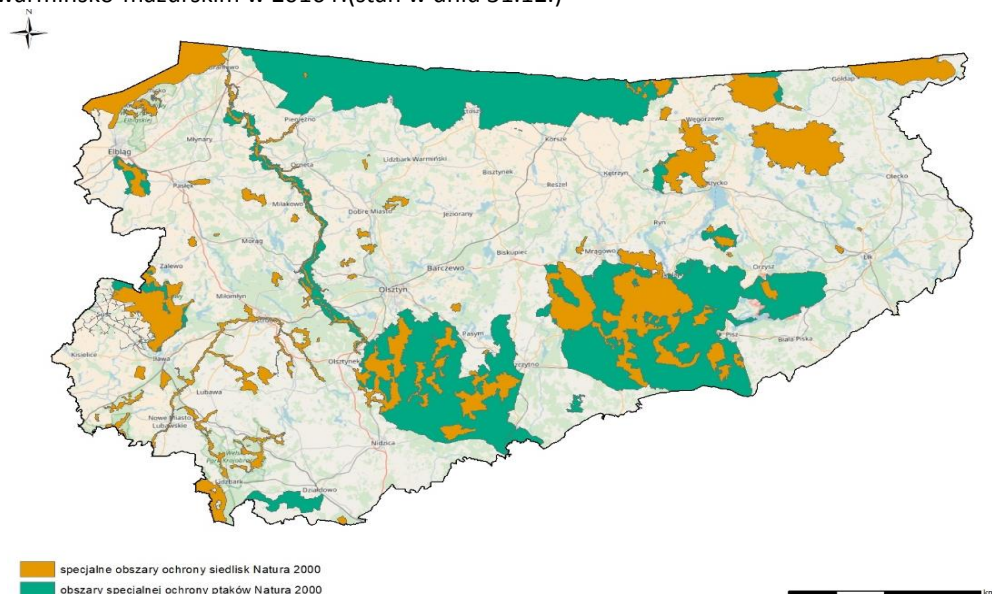 warmińsko-mazurskim w 2016 r.(stan w dniu 31.12.)
Gołdap
Pieniężno
Korsze
Węgorzewo
Młynary
Elbląg
Orneta
Lidzbark Warmiński
Bisztynek
Reszel
Kętrzyn
Olecko
Pasłęk
Miłakowo
Dobre Miasto
Jeziorany
Ryn
Morąg
Biskupiec
Mrągowo
Ełk
Zalewo
Barczewo
Orzysz
Olsztyn
Miłomłyn
Pasym
Pisz
Biała Piska
Kisielice
Iława
Olsztynek
Lubawa
Nowe Miasto
Lubawskie
Nidzica
Lidzbark
Działdowo
specjalne obszary ochrony siedlisk Natura 2000
obszary specjalnej ochrony ptaków Natura 2000
km